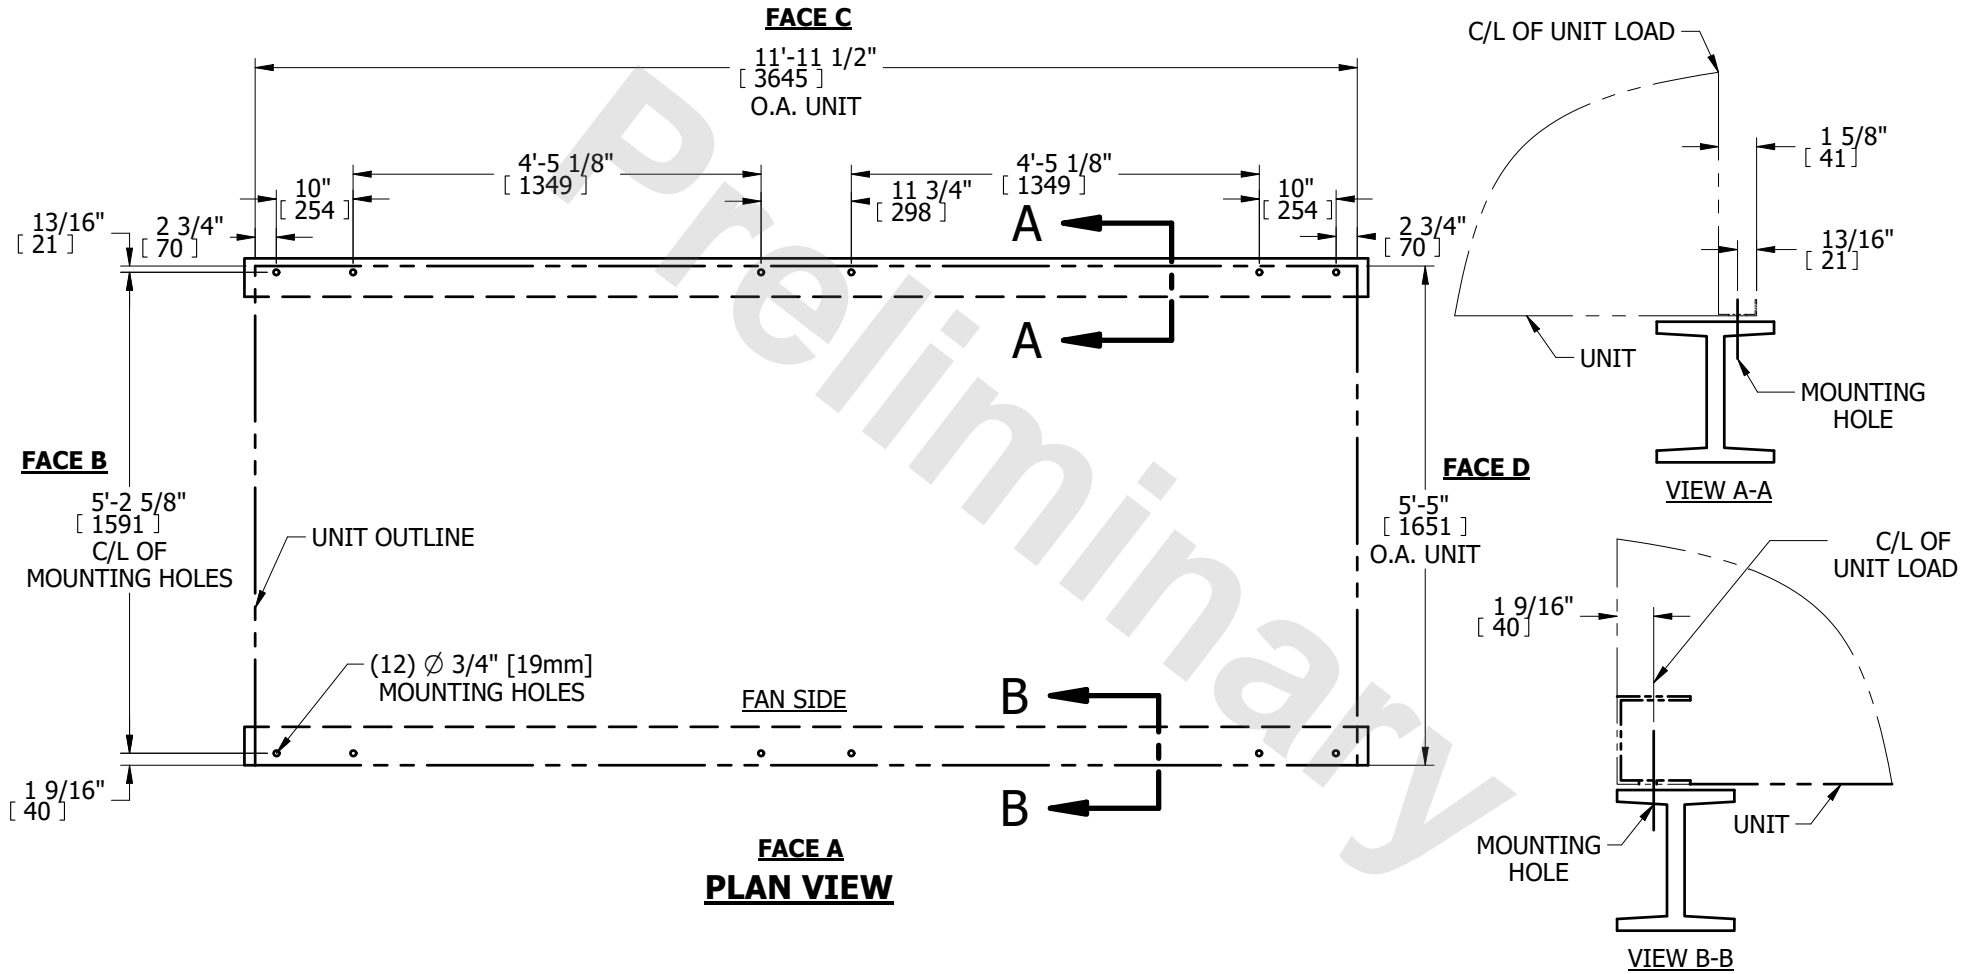 FACE C
11'-11 1/2"
[ 3645 ]
O.A. UNIT
4'-5 1/8"
[ 1349 ]
4'-5 1/8"
[ 1349 ]
10"
[ 254 ]
11 3/4"
[ 298 ]
10"
[ 254 ]
13/16"
[ 21 ]
2 3/4"
[ 70 ]
2 3/4"
[ 70 ]
A
A
FACE B
5'-2 5/8"
[ 1591 ]
C/L OF
MOUNTING HOLES
UNIT OUTLINE
FACE D
5'-5"
[ 1651 ]
O.A. UNIT
(12) Ø 3/4" [19mm]
MOUNTING HOLES
FAN SIDE
B
B
1 9/16"
[ 40 ]
FACE A
PLAN VIEW
Preliminary
C/L OF UNIT LOAD
1 5/8"
[ 41 ]
13/16"
[ 21 ]
UNIT
MOUNTING
HOLE
VIEW A-A
C/L OF
UNIT LOAD
1 9/16"
[ 40 ]
UNIT
MOUNTING
HOLE
VIEW B-B